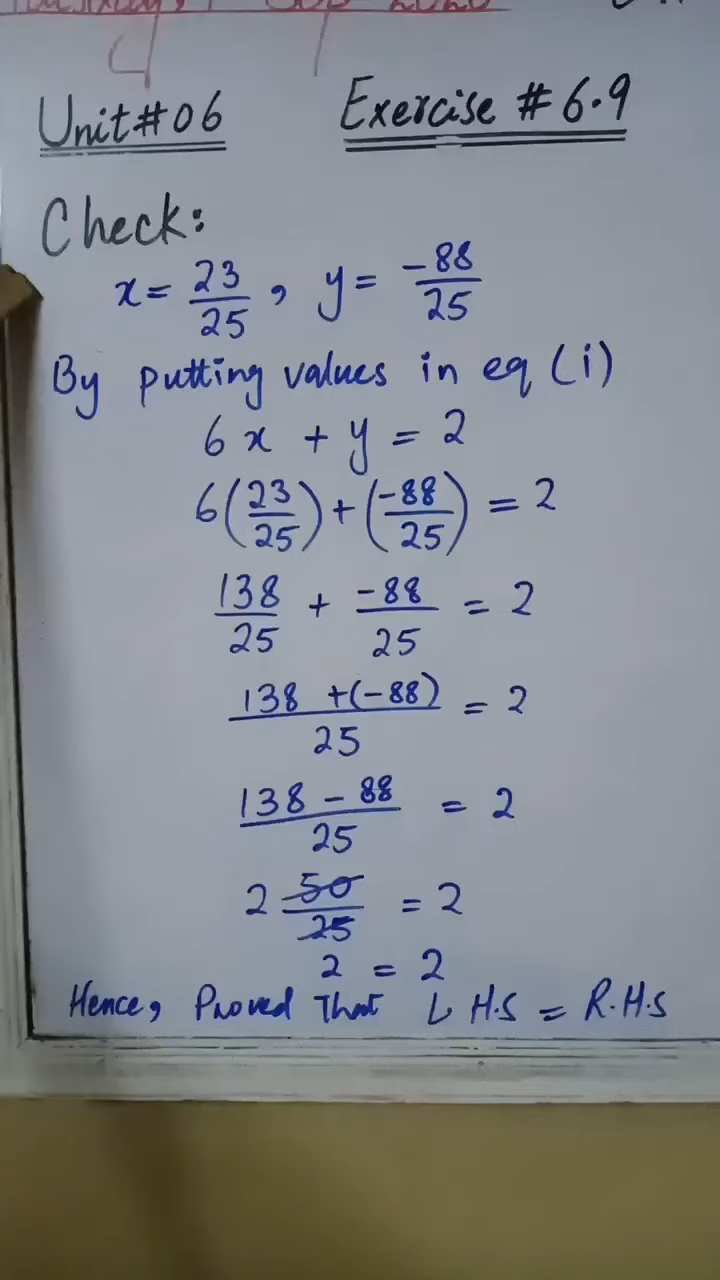 Unit#06 Exercise #6.9
Check:
x = 23/25 , y = -88/25
By putting values in eq (i)
6x + y = 2
6(23/25) + (-88/25) = 2
138/25 + -88/25 = 2
138 +(-88)/25 = 2
138 - 88/25 = 2
2 50/25 = 2
2 = 2
Hence, Proved That L H.S = R.H.S